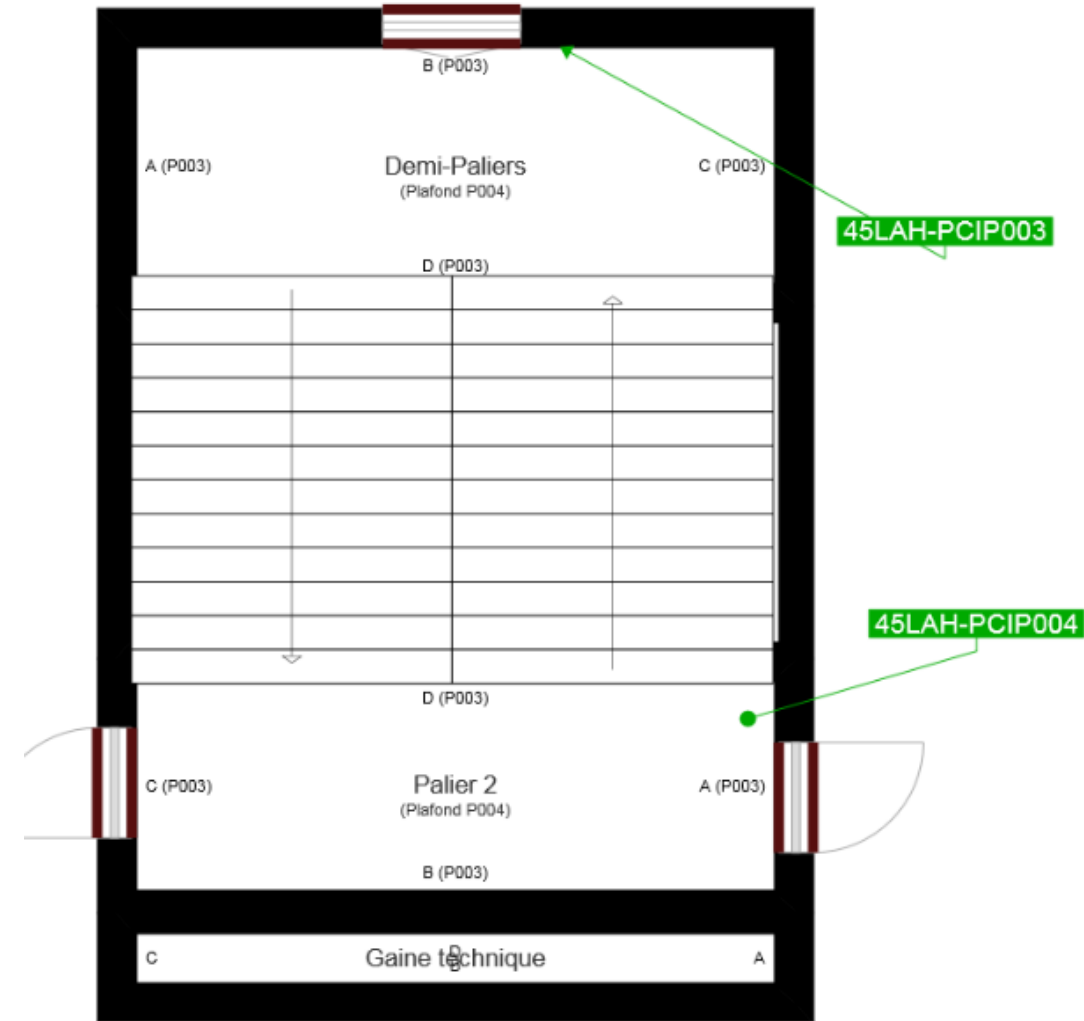 B (P003)
A (P003)
Demi-Paliers
C (P003)
(Plafond P004)
45LAH-PCIP003
D (P003)
45LAH-PCIP004
D (P003)
C (P003)
Palier 2
A (P003)
(Plafond P004)
B (P003)
C
Gaine technique
A